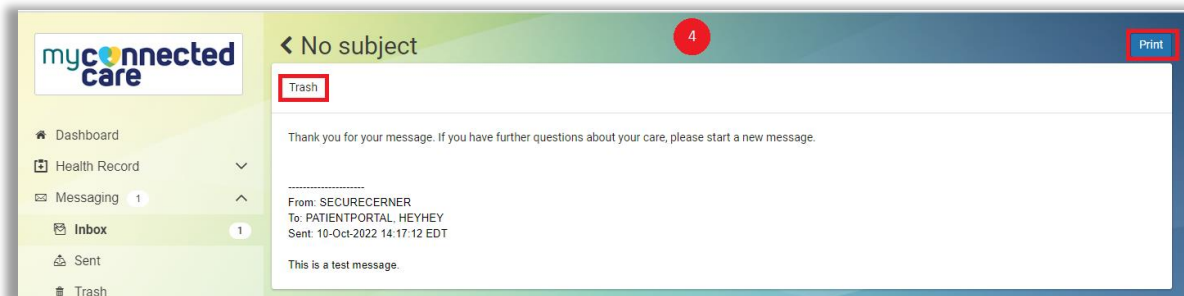 myconnected
care
Dashboard
Health Record
Messaging 1
Inbox 1
Sent
Trash
No subject
4
Print
Trash
Thank you for your message. If you have further questions about your care, please start a new message.
---------------------
From: SECURECERNER
To: PATIENTPORTAL, HEYHEY
Sent: 10-Oct-2022 14:17:12 EDT
This is a test message.